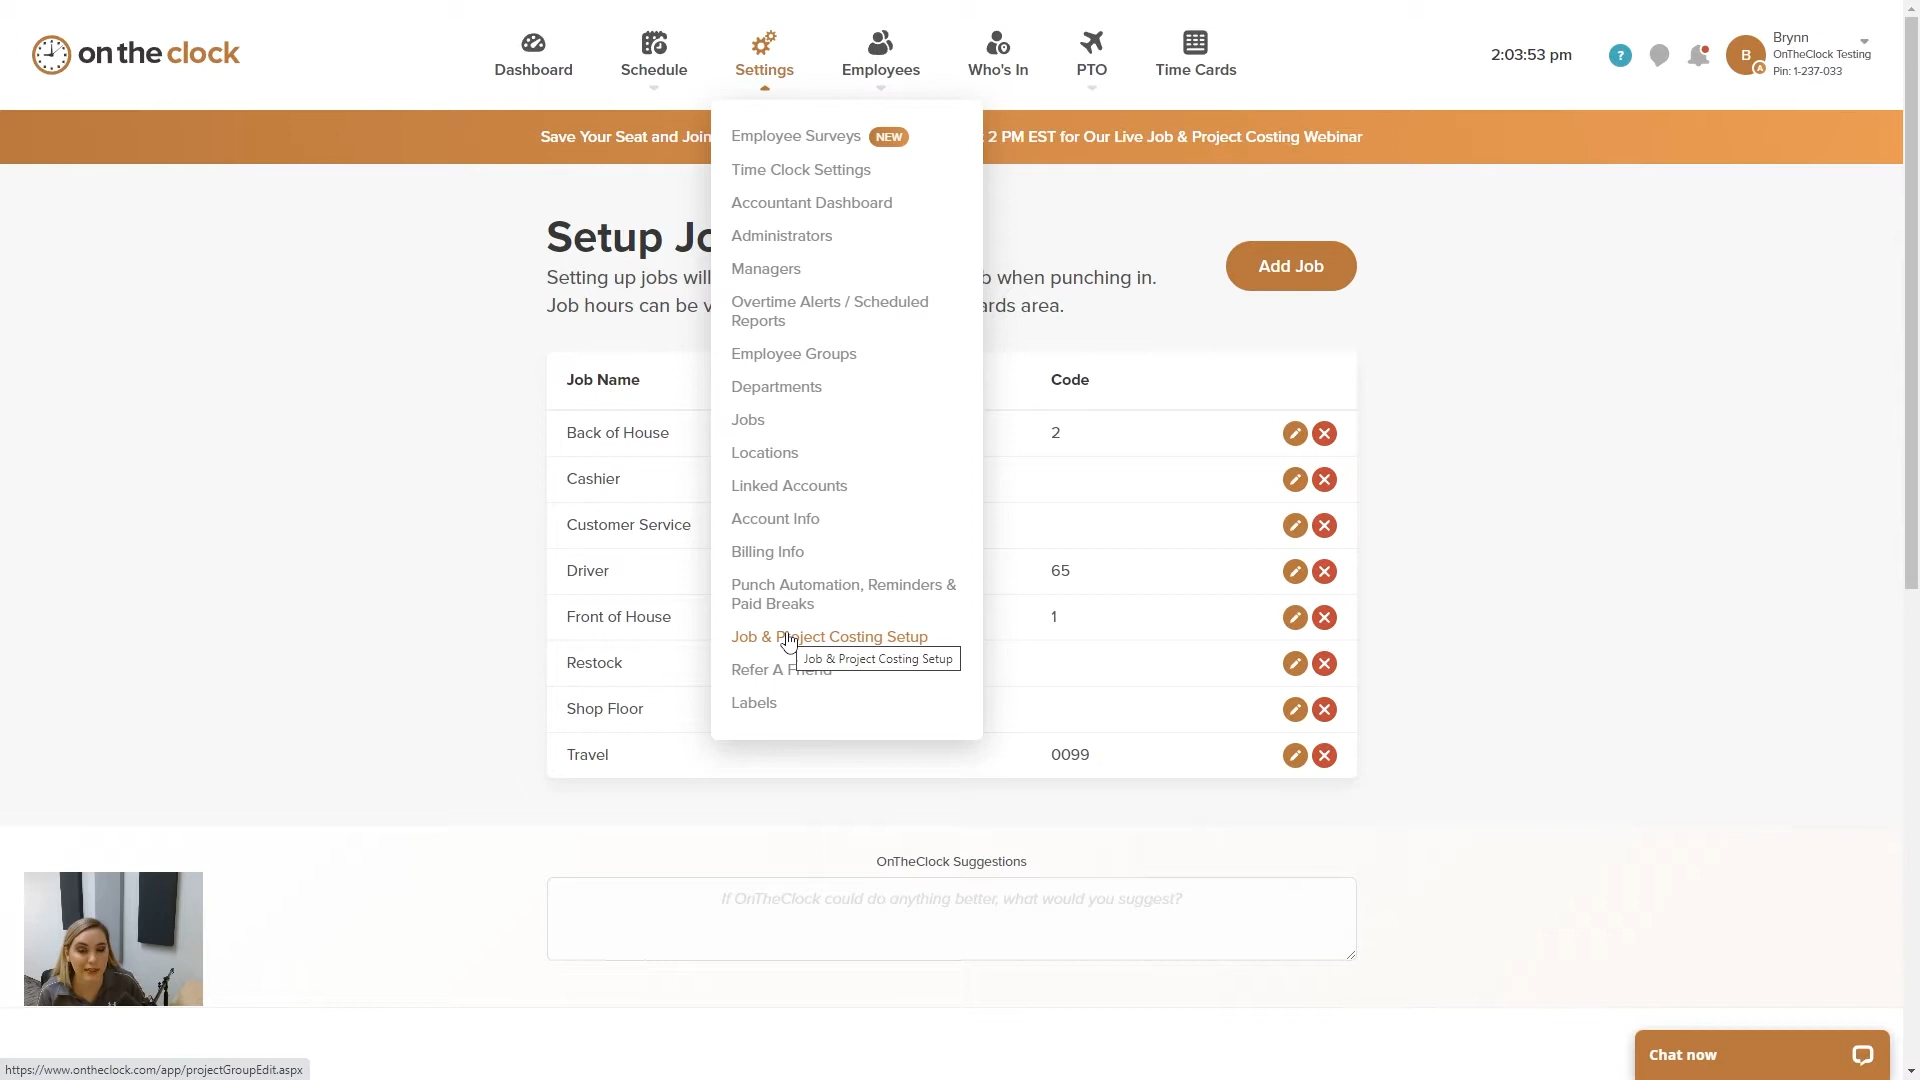 on the clock
Dashboard
Schedule
Settings
Employees
Who's In
PTO
Time Cards
2:03:53 pm
?
B
A
Brynn
OnTheClock Testing
Pin: 1-237-033
Save Your Seat and Join
2 PM EST for Our Live Job & Project Costing Webinar
Employee Surveys NEW
Time Clock Settings
Accountant Dashboard
Administrators
Managers
Overtime Alerts / Scheduled
Reports
Employee Groups
Departments
Jobs
Locations
Linked Accounts
Account Info
Billing Info
Punch Automation, Reminders &
Paid Breaks
Job & Project Costing Setup
Job & Project Costing Setup
Refer A Friend
Labels
Setup Jo
Setting up jobs will
b when punching in.
Job hours can be v
ards area.
Add Job
Job Name
Code
Back of House
2
Cashier
Customer Service
Driver
65
Front of House
1
Restock
Shop Floor
Travel
0099
OnTheClock Suggestions
If OnTheClock could do anything better, what would you suggest?
Chat now
https://www.ontheclock.com/app/projectGroupEdit.aspx